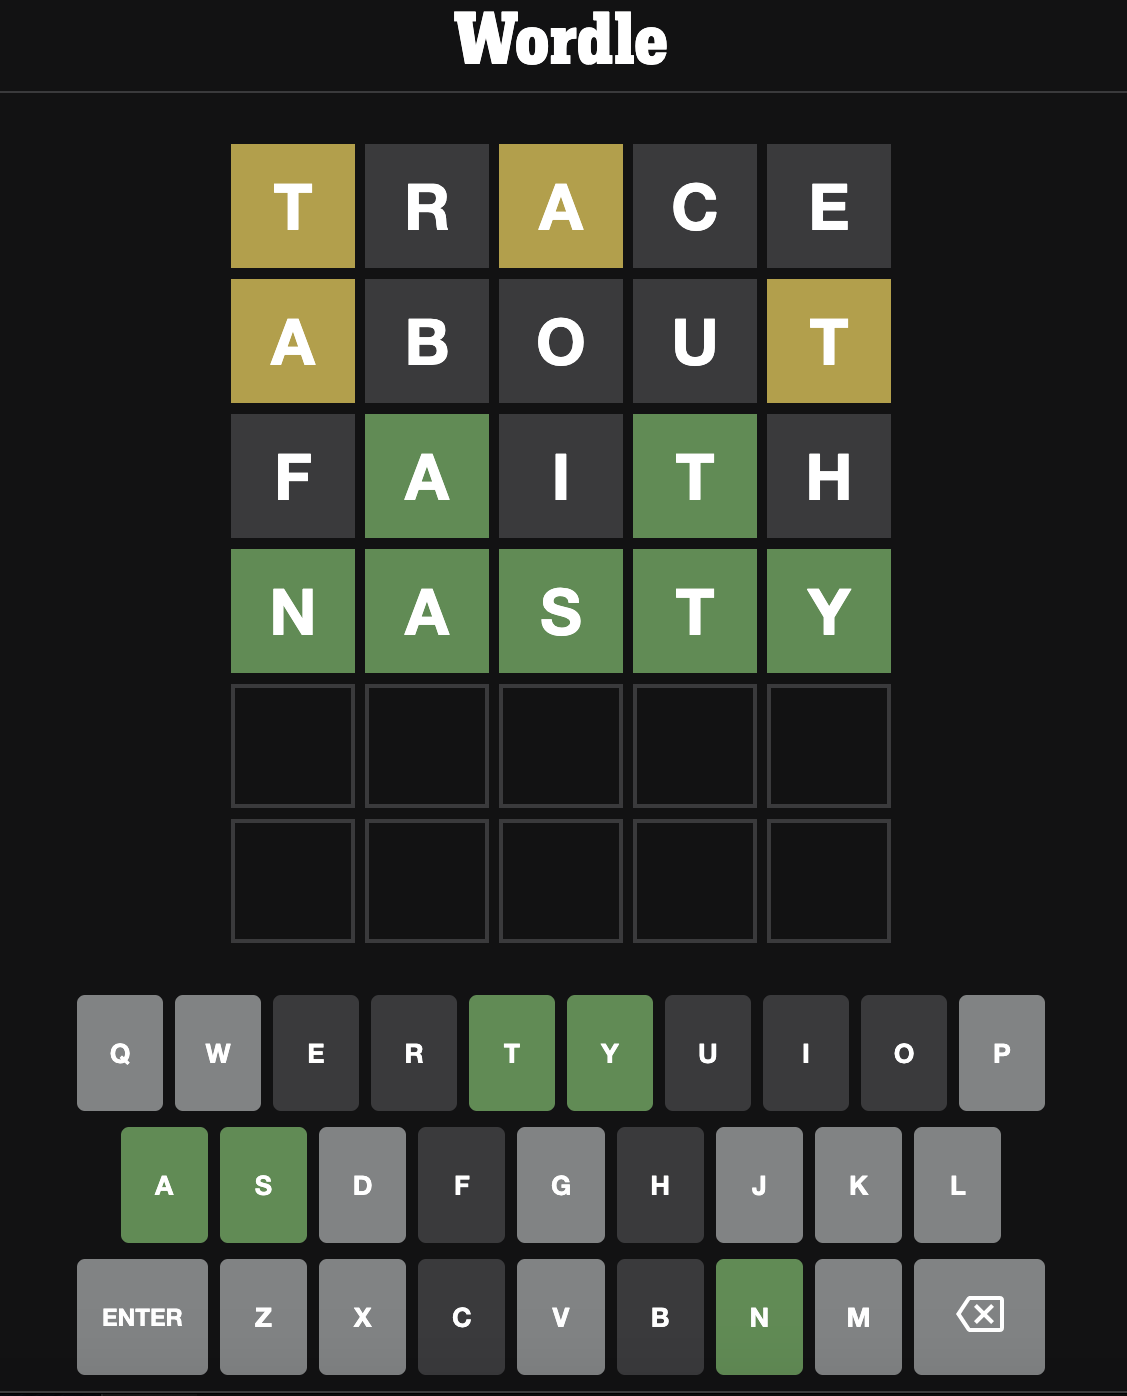 Wordle
T R A C E
A B O U T
F A I T H
N A S T Y
Q W E R T Y U I O P
A S D F G H J K L
ENTER Z X C V B N M